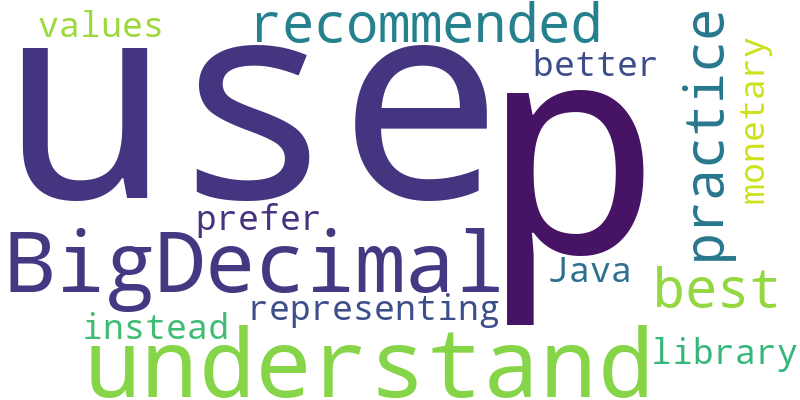 values
recommended
use
better
p
practice
monetary
prefer
BigDecimal
Java
best
representing
instead
understand
library